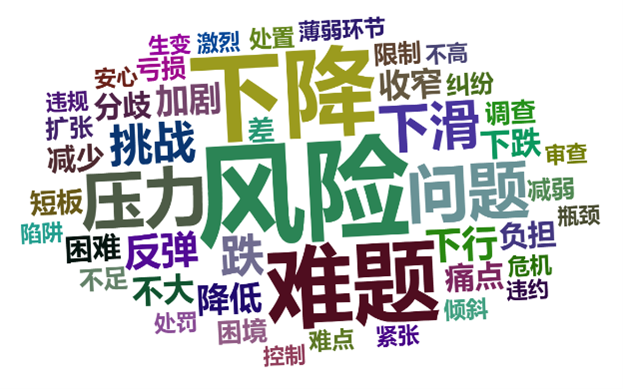 生变
激烈
处置
薄弱环节
安心
亏损
下降
限制
不高
收窄
纠纷
违规
扩张
分歧
加剧
差
下滑
调查
下跌
审查
减少
挑战
风险
短板
压力
问题
减弱
瓶颈
陷阱
困难
反弹
跌
下行
负担
不足
不大
降低
难题
痛点
危机
违约
处罚
困境
难点
紧张
倾斜
控制